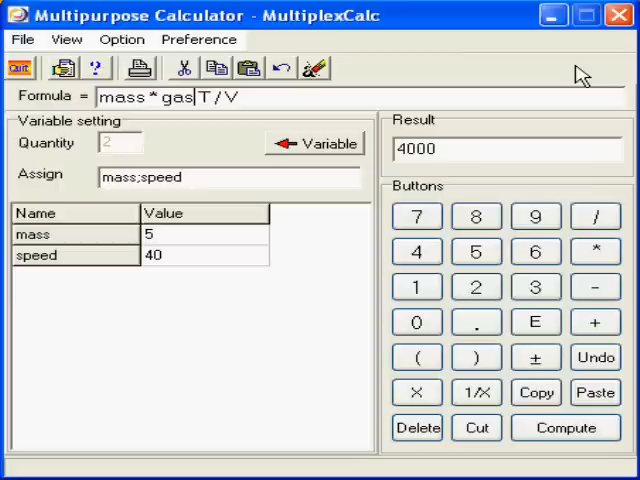 Multipurpose Calculator - MultiplexCalc
File View Option Preference
Quit ?
Formula = mass * gas T / V
Variable setting
Quantity 2
Variable
Assign mass;speed
Name Value
mass 5
speed 40
Result
4000
Buttons
7 8 9 /
4 5 6 *
1 2 3 -
0 . E +
( ) ± Undo
X 1/X Copy Paste
Delete Cut Compute